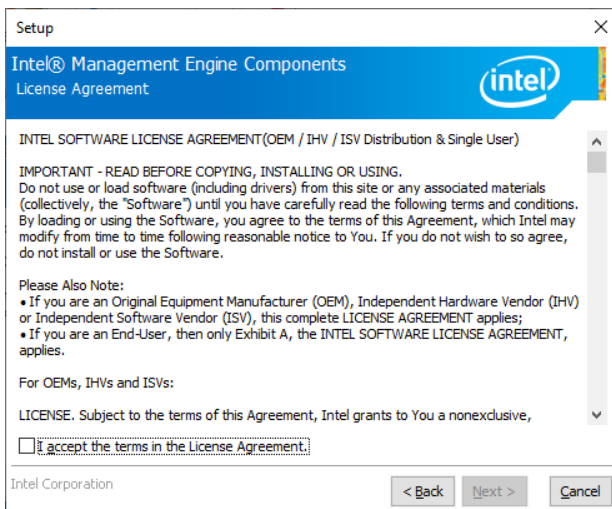 Setup
Intel® Management Engine Components
License Agreement
intel
INTEL SOFTWARE LICENSE AGREEMENT(OEM / IHV / ISV Distribution & Single User)
IMPORTANT - READ BEFORE COPYING, INSTALLING OR USING.
Do not use or load software (including drivers) from this site or any associated materials
(collectively, the "Software") until you have carefully read the following terms and conditions.
By loading or using the Software, you agree to the terms of this Agreement, which Intel may
modify from time to time following reasonable notice to You. If you do not wish to so agree,
do not install or use the Software.
Please Also Note:
• If you are an Original Equipment Manufacturer (OEM), Independent Hardware Vendor (IHV)
or Independent Software Vendor (ISV), this complete LICENSE AGREEMENT applies;
• If you are an End-User, then only Exhibit A, the INTEL SOFTWARE LICENSE AGREEMENT,
applies.
For OEMs, IHVs and ISVs:
LICENSE. Subject to the terms of this Agreement, Intel grants to You a nonexclusive,
I accept the terms in the License Agreement.
Intel Corporation
< Back
Next >
Cancel